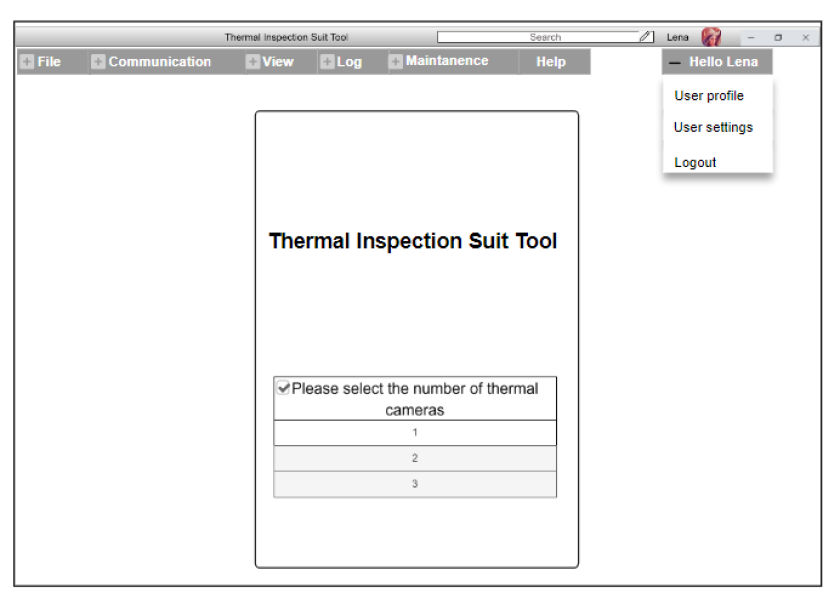 Thermal Inspection Suit Tool Search Lena
File Communication View Log Maintanence Help Hello Lena
User profile
User settings
Logout
Thermal Inspection Suit Tool
Please select the number of thermal
cameras
1
2
3